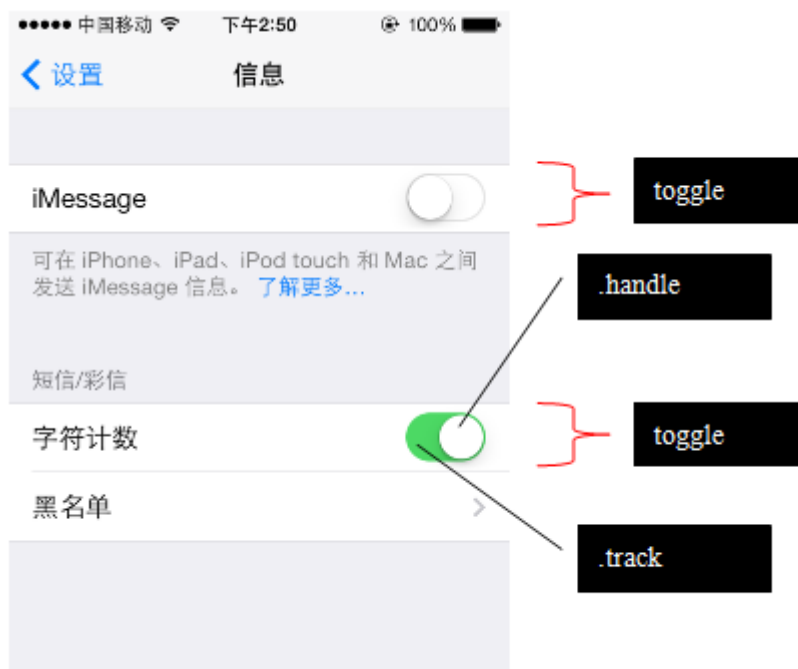 中国移动 下午2:50 100%
设置 信息
iMessage
toggle
可在 iPhone、iPad、iPod touch 和 Mac 之间
发送 iMessage 信息。 了解更多...
.handle
短信/彩信
字符计数
toggle
黑名单
.track